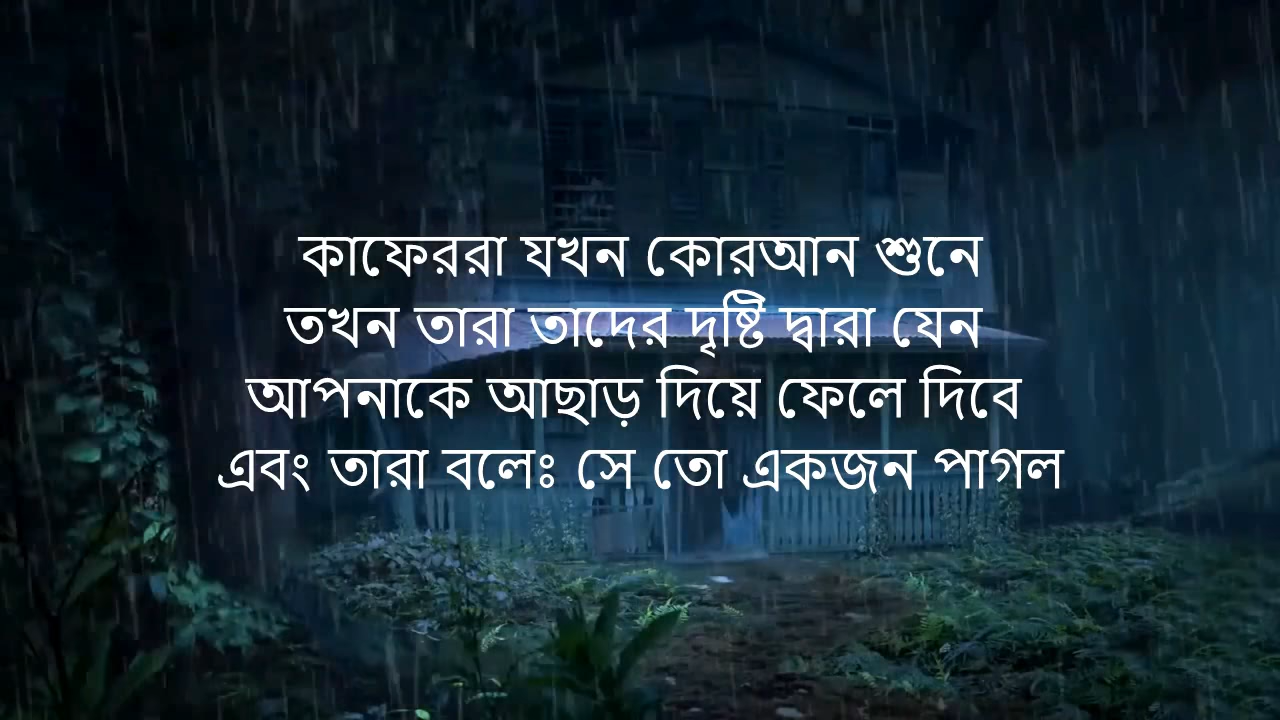 কাফেররা যখন কোরআন শুনে
তখন তারা তাদের দৃষ্টি দ্বারা যেন
আপনাকে আছাড় দিয়ে ফেলে দিবে
এবং তারা বলেঃ সে তো একজন পাগল